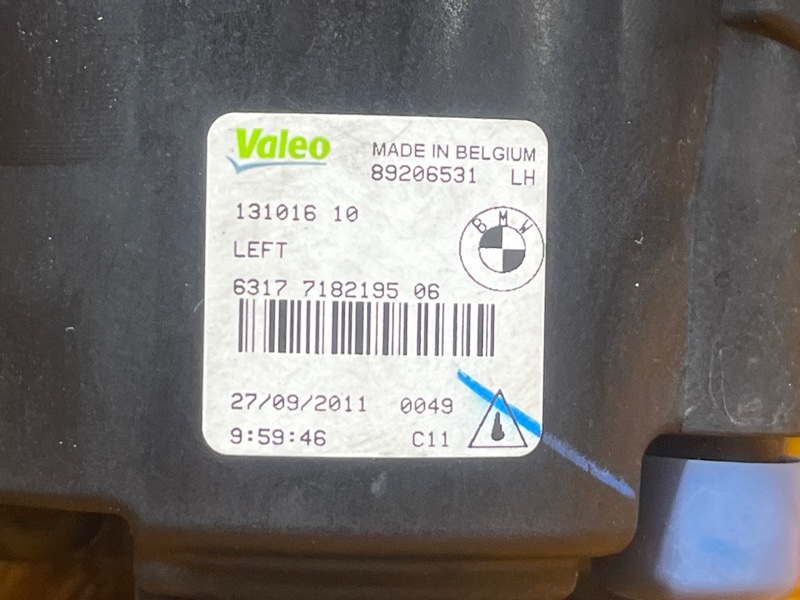 Valeo
MADE IN BELGIUM
89206531 LH
131016 10
BMW
LEFT
6317 7182195 06
27/09/2011 0049
9:59:46 C11